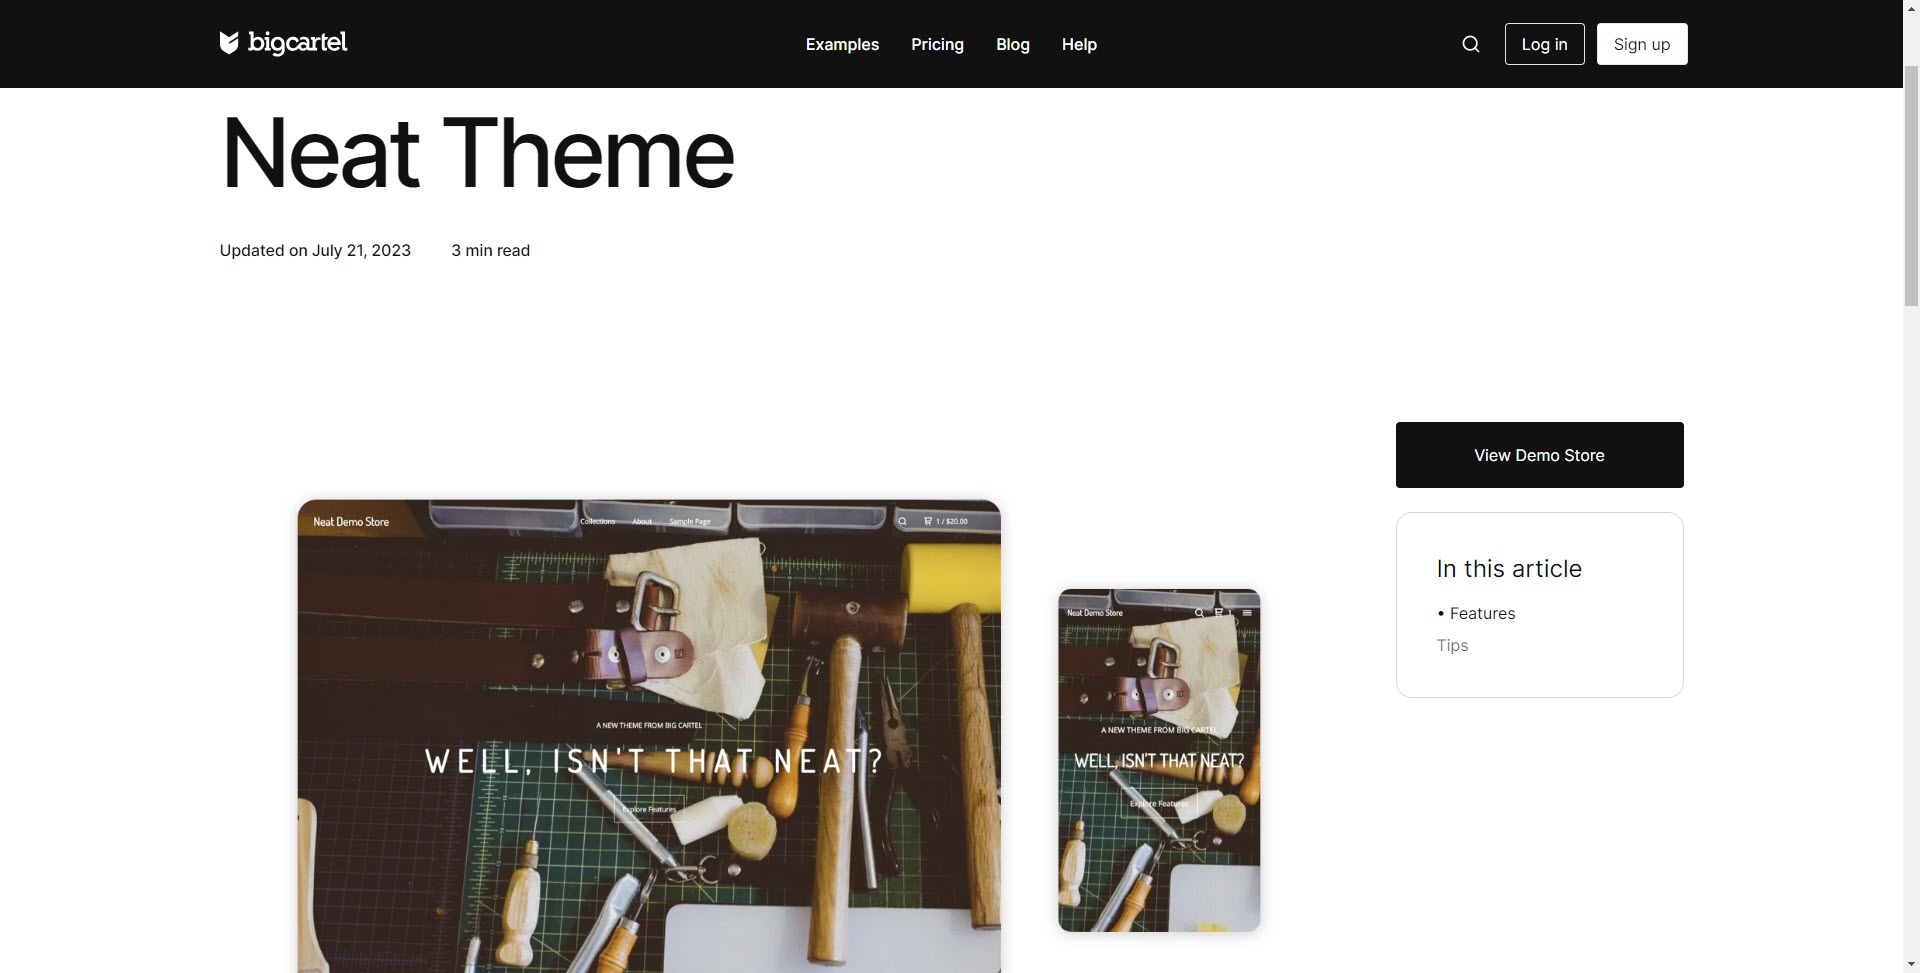 bigcartel
Examples Pricing Blog Help
Log in Sign up
Neat Theme
Updated on July 21, 2023 3 min read
View Demo Store
In this article
• Features
Tips
Neat Demo Store Collections About Sample Page 1 / $20.00
A NEW THEME FROM BIG CARTEL
WELL, ISN'T THAT NEAT?
Explore Features
Neat Demo Store 1
A NEW THEME FROM BIG CARTEL
WELL, ISN'T THAT NEAT?
Explore Features